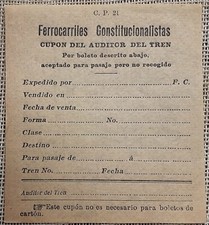 C. P. 21
Ferrocarriles Constitucionalistas
CUPON DEL AUDITOR DEL TREN
Por boleto descrito abajo,
aceptado para pasaje pero no recogido
Expedido por F. C.
Vendido en
Fecha de venta
Forma No.
Clase
Destino
Para pasaje de á
Tren No. Fecha
Auditor del Tren
Este cupón no es necesario para boletos de
cartón.